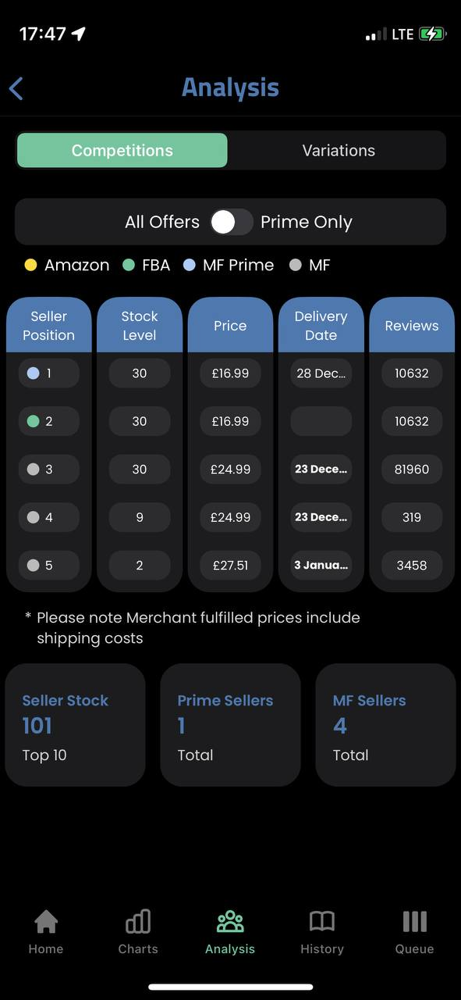 17:47
LTE
Analysis
Competitions Variations
All Offers Prime Only
Amazon FBA MF Prime MF
Seller Position Stock Level Price Delivery Date Reviews
1 30 £16.99 28 Dec... 10632
2 30 £16.99 10632
3 30 £24.99 23 Dece... 81960
4 9 £24.99 23 Dece... 319
5 2 £27.51 3 Janua... 3458
* Please note Merchant fulfilled prices include
shipping costs
Seller Stock Prime Sellers MF Sellers
101 1 4
Top 10 Total Total
Home Charts Analysis History Queue